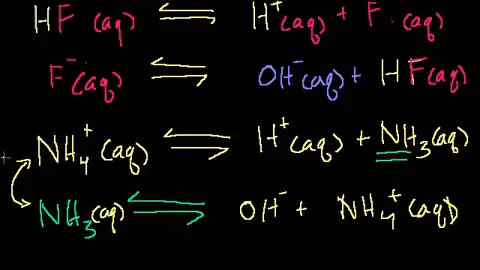 HF (aq) ⇌ H⁺(aq) + F⁻(aq)
F⁻(aq) ⇌ OH⁻(aq) + HF(aq)
NH₄⁺(aq) ⇌ H⁺(aq) + NH₃(aq)
NH₃(aq) ⇌ OH⁻ + NH₄⁺(aq)